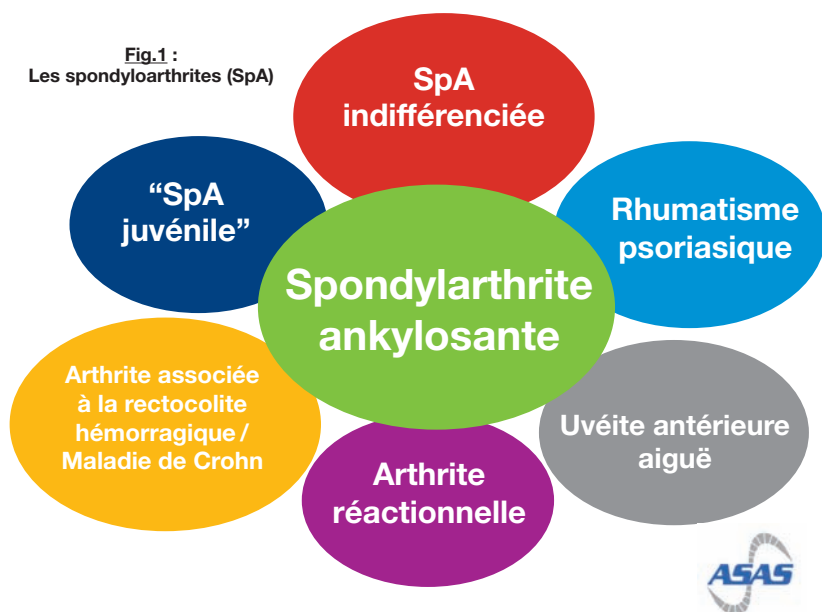 Fig.1 :
Les spondyloarthrites (SpA)
SpA
indifférenciée
“SpA
juvénile”
Rhumatisme
psoriasique
Spondylarthrite
ankylosante
Arthrite associée
à la rectocolite
hémorragique /
Maladie de Crohn
Uvéite antérieure
aiguë
Arthrite
réactionnelle
ASAS